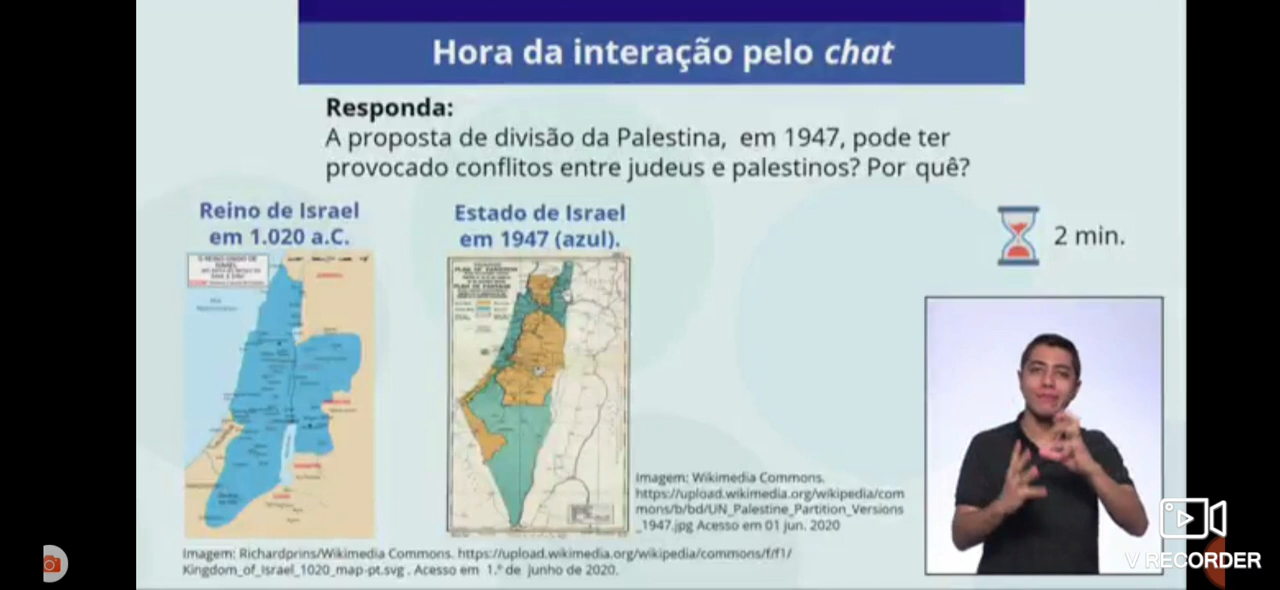 Hora da interação pelo chat
Responda:
A proposta de divisão da Palestina, em 1947, pode ter
provocado conflitos entre judeus e palestinos? Por quê?
Reino de Israel
em 1.020 a.C.
Estado de Israel
em 1947 (azul).
2 min.
Imagem: Wikimedia Commons.
https://upload.wikimedia.org/wikipedia/com
mons/b/bd/UN_Palestine_Partition_Versions
_1947.jpg Acesso em 01 jun. 2020
Imagem: Richardprins/Wikimedia Commons. https://upload.wikimedia.org/wikipedia/commons/f/f1/
Kingdom_of_Israel_1020_map-pt.svg . Acesso em 1.º de junho de 2020.
V RECORDER